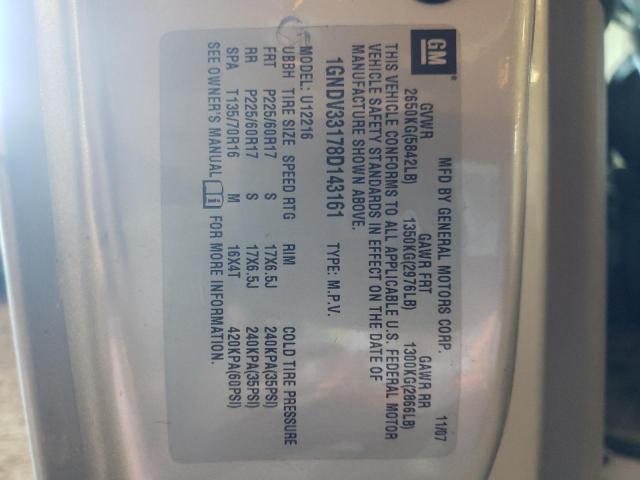 GM
MFD BY GENERAL MOTORS CORP. 11/07
GVWR GAWR FRT GAWR RR
2650KG(5842LB) 1350KG(2976LB) 1300KG(2866LB)
THIS VEHICLE CONFORMS TO ALL APPLICABLE U.S. FEDERAL MOTOR
VEHICLE SAFETY STANDARDS IN EFFECT ON THE DATE OF
MANUFACTURE SHOWN ABOVE.
1GNDV33178D143161 TYPE: M.P.V.
MODEL: U12216
UBBH TIRE SIZE SPEED RTG RIM COLD TIRE PRESSURE
FRT P225/60R17 S 17X6.5J 240KPA(35PSI)
RR P225/60R17 S 17X6.5J 240KPA(35PSI)
SPA T135/70R16 M 16X4T 420KPA(60PSI)
SEE OWNER'S MANUAL FOR MORE INFORMATION.